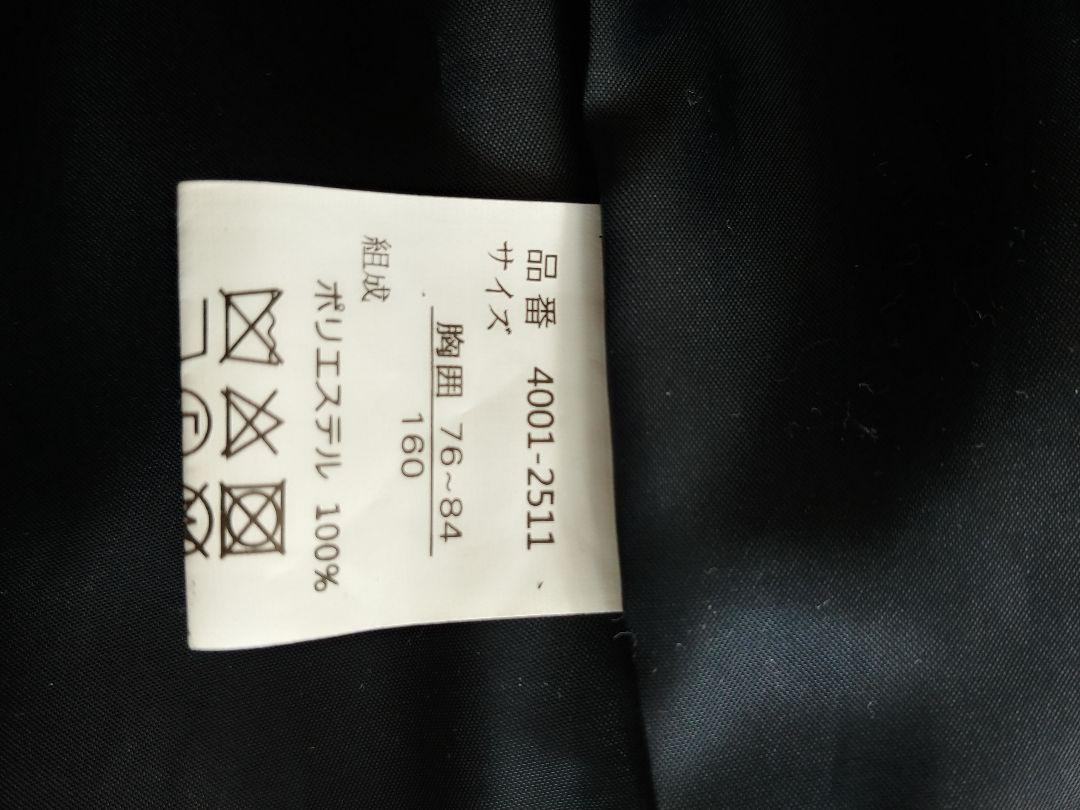 品番 4001-2511
サイズ
胸囲 76~84
160
組成
ポリエステル 100%